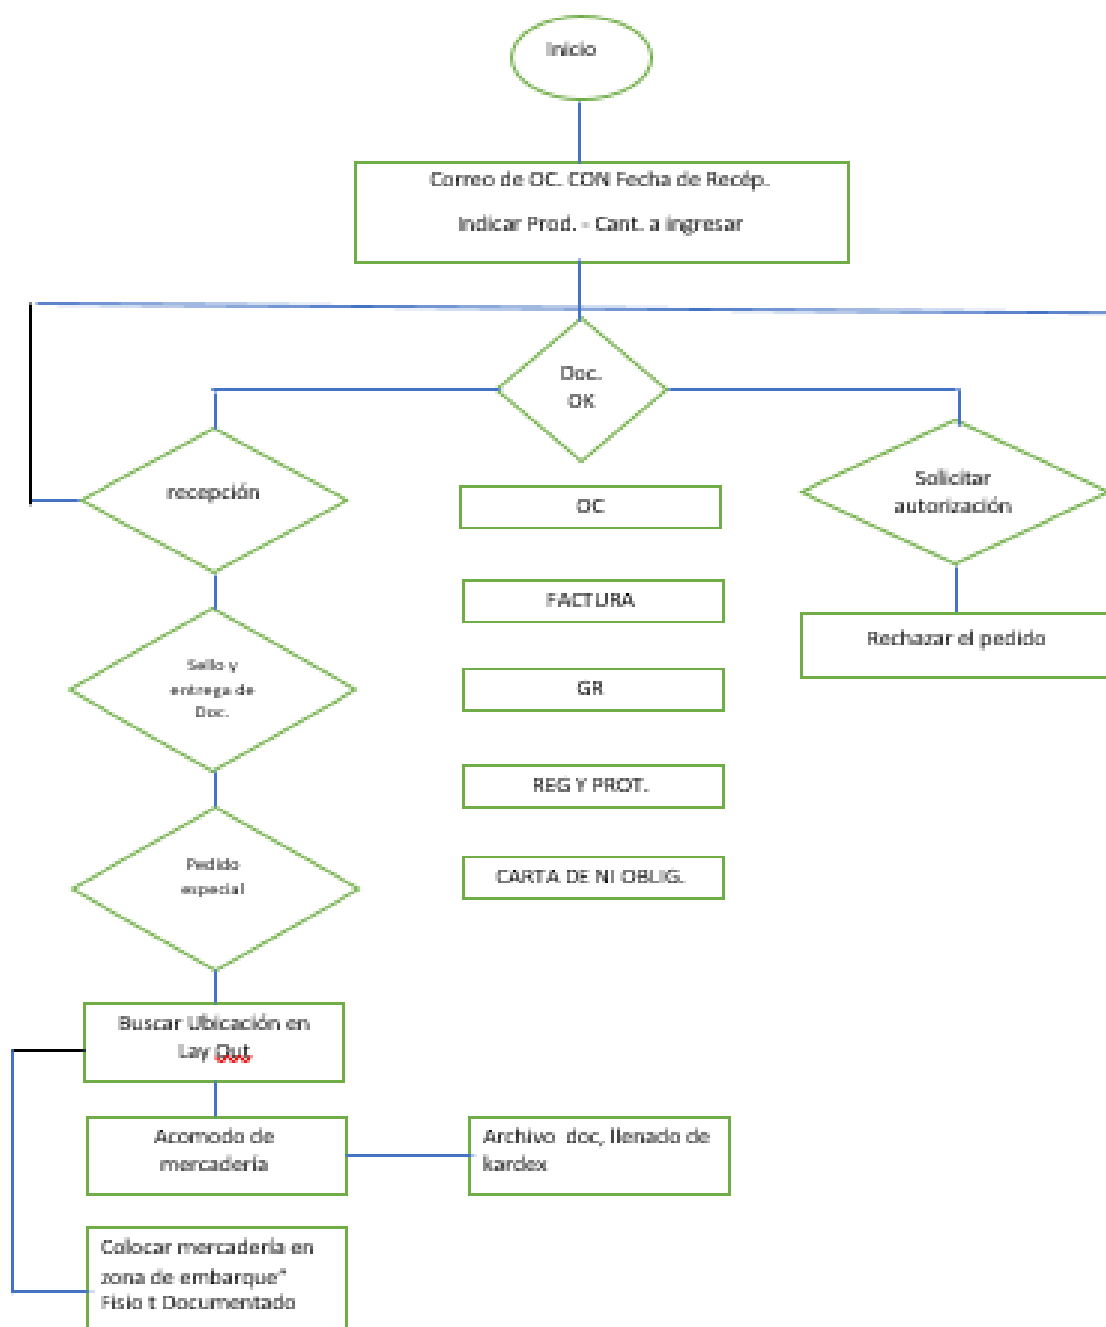 Inicio
Correo de OC. CON Fecha de Recép.
Indicar Prod. - Cant. a ingresar
Doc.
OK
recepción
Solicitar
autorización
OC
FACTURA
Rechazar el pedido
Sello y
entrega de
Doc.
GR
REG Y PROT.
Pedido
especial
CARTA DE NI OBLIG.
Buscar Ubicación en
Lay Out
Acomodo de
mercadería
Archivo doc, llenado de
kardex
Colocar mercadería en
zona de embarque"
Fisio t Documentado